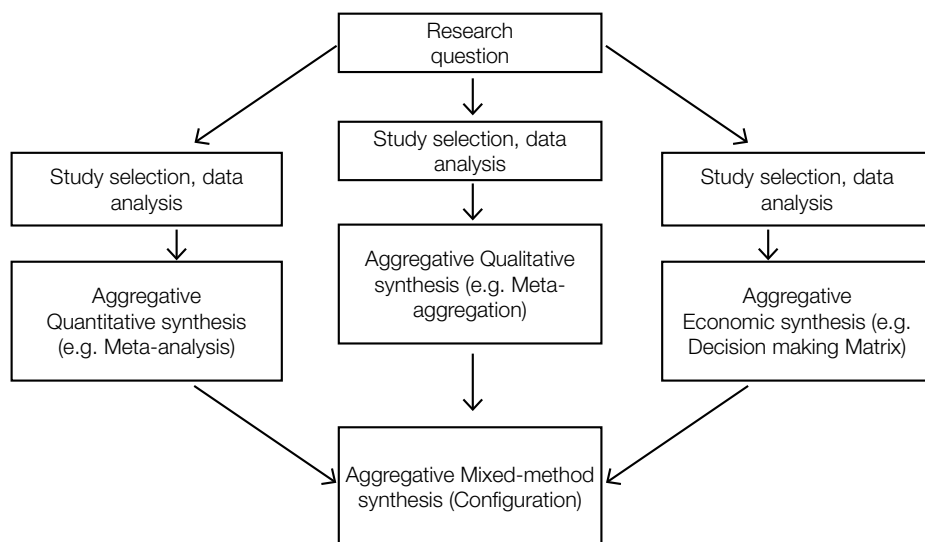 Research
question
Study selection, data
analysis
Study selection, data
analysis
Study selection, data
analysis
Aggregative
Quantitative synthesis
(e.g. Meta-analysis)
Aggregative Qualitative
synthesis (e.g. Meta-
aggregation)
Aggregative
Economic synthesis (e.g.
Decision making Matrix)
Aggregative Mixed-method
synthesis (Configuration)